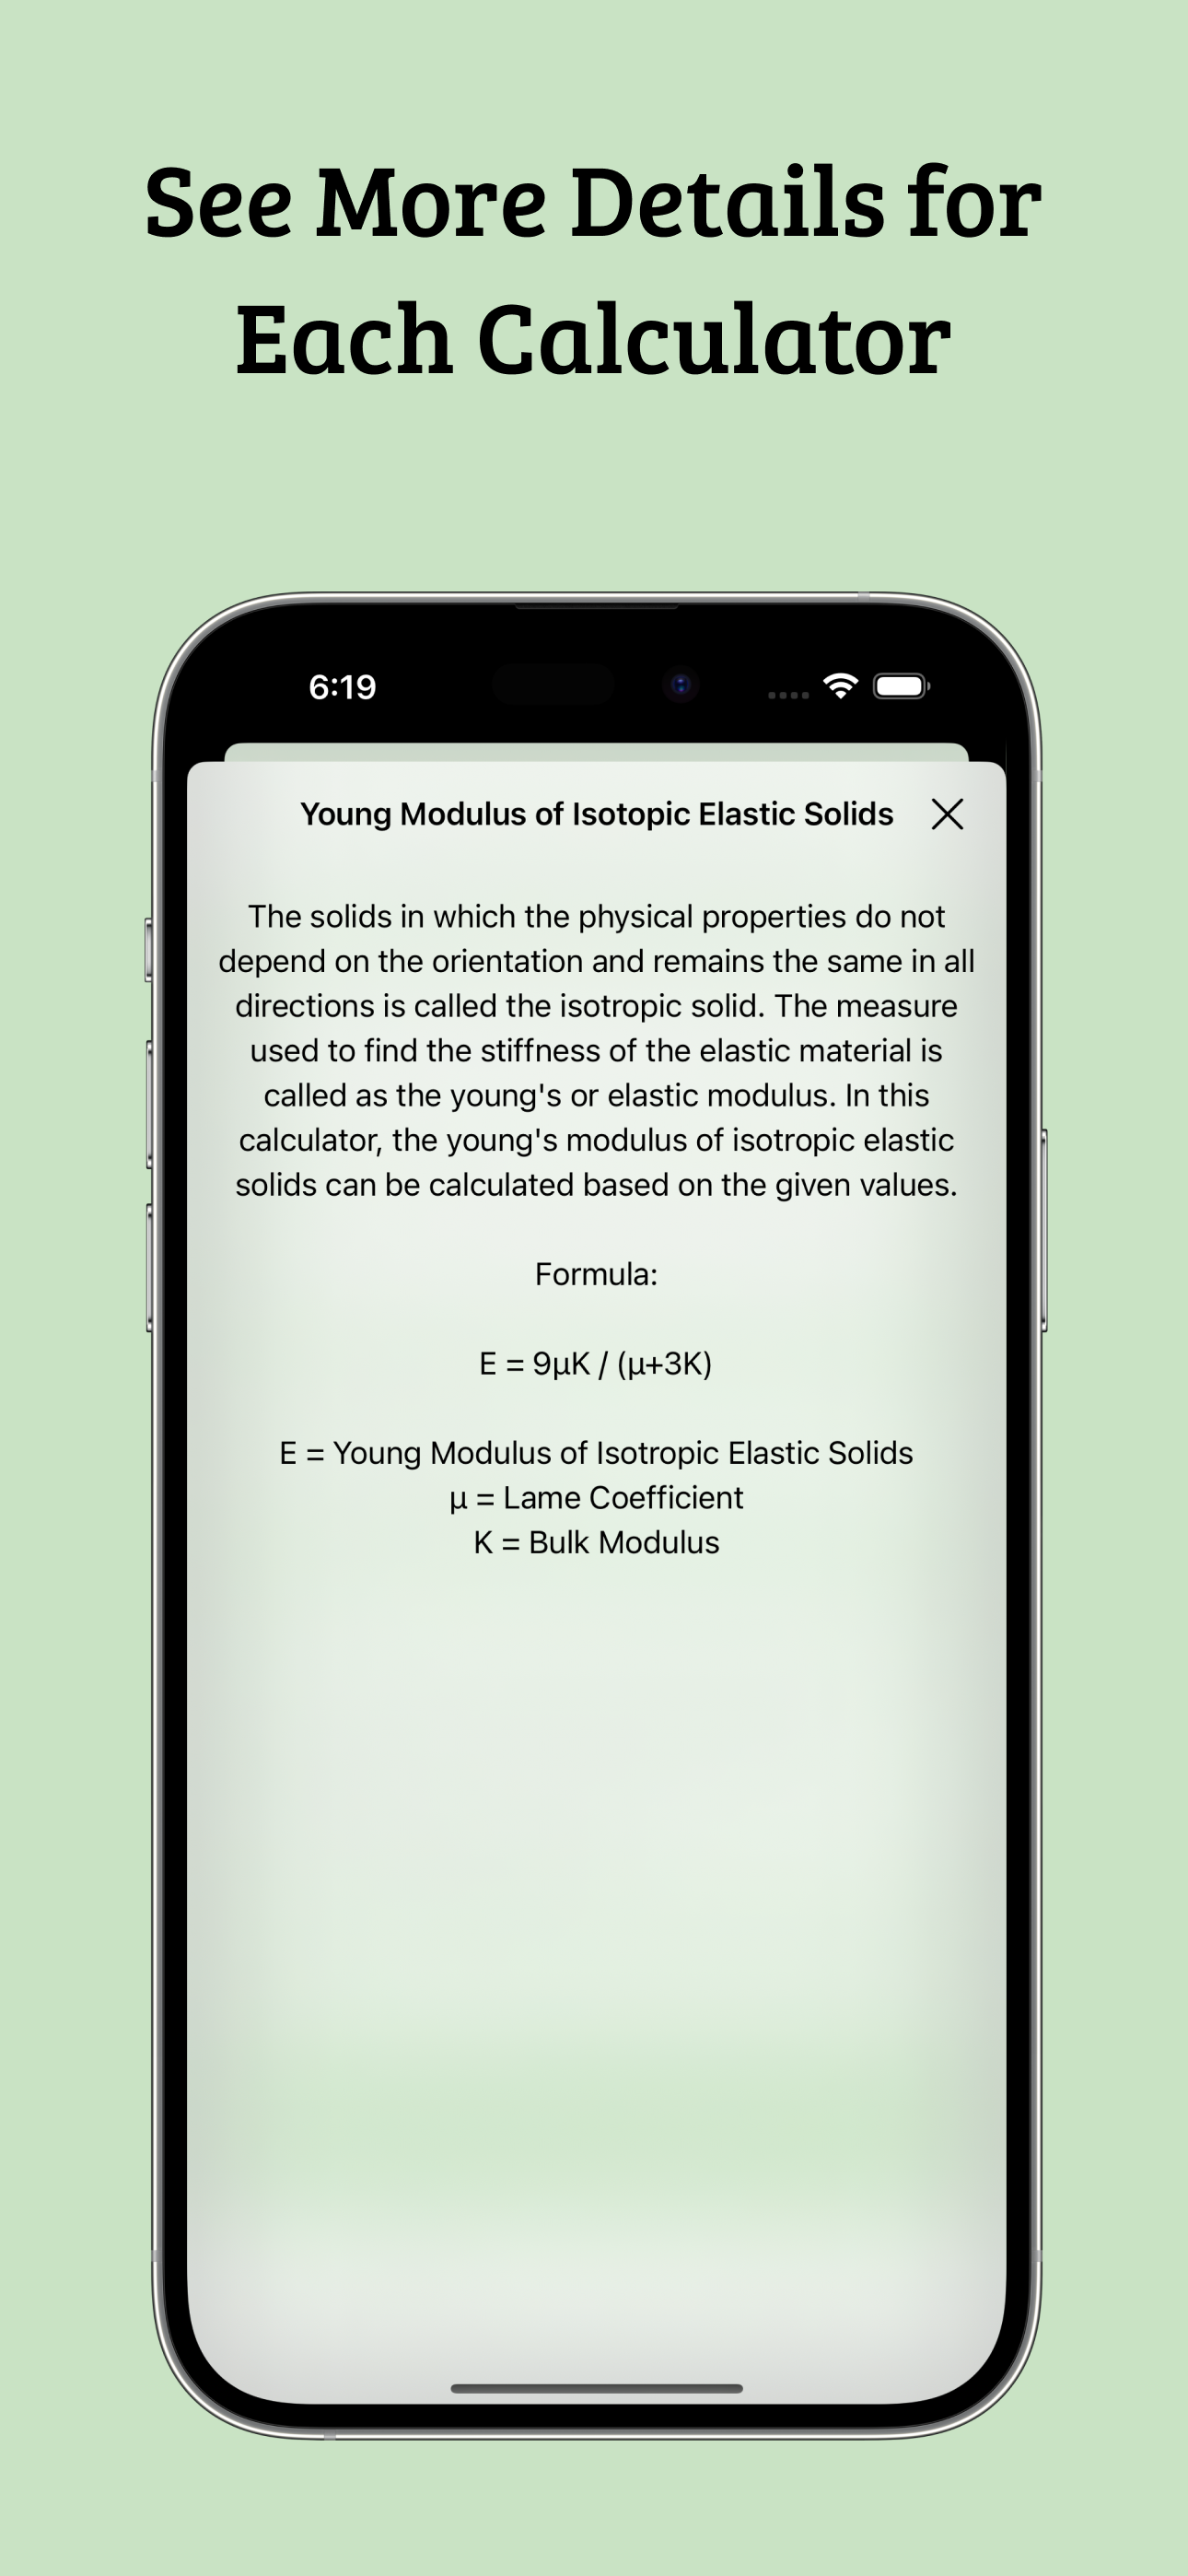 See More Details for
Each Calculator
6:19
Young Modulus of Isotopic Elastic Solids
The solids in which the physical properties do not
depend on the orientation and remains the same in all
directions is called the isotropic solid. The measure
used to find the stiffness of the elastic material is
called as the young's or elastic modulus. In this
calculator, the young's modulus of isotropic elastic
solids can be calculated based on the given values.
Formula:
E = 9μK / (μ+3K)
E = Young Modulus of Isotropic Elastic Solids
μ = Lame Coefficient
K = Bulk Modulus